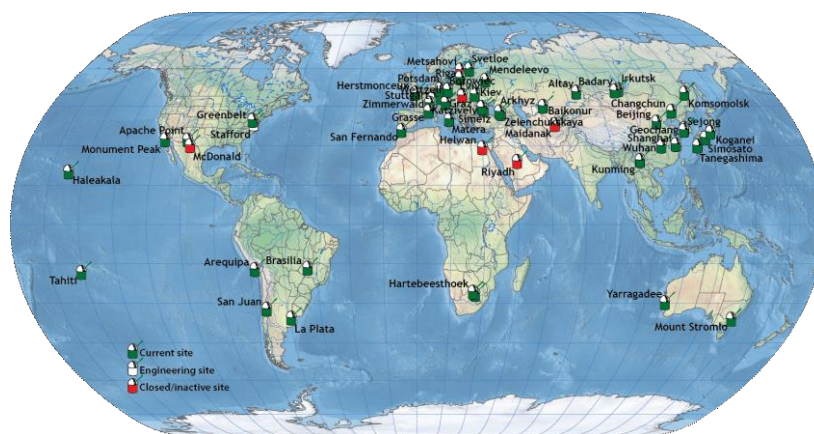 Metsahovi
Svetloe
Riga
Mendeleevo
Potsdam
Borowiec
Herstmonceux
Wettzell
Kiev
Stuttgart
Zimmerwald
Katzively
Grasse
Simeiz
Matera
San Fernando
Helwan
Riyadh
Arkhyz
Zelenchukskaya
Baikonur
Maidanak
Altay
Badary
Irkutsk
Changchun
Komsomolsk
Beijing
Geochang
Sejong
Shanghai
Wuhan
Koganei
Simosato
Tanegashima
Kunming
Greenbelt
Stafford
Apache Point
Monument Peak
McDonald
Haleakala
Tahiti
Arequipa
Brasilia
San Juan
La Plata
Hartebeesthoek
Yarragadee
Mount Stromlo
Current site
Engineering site
Closed/inactive site